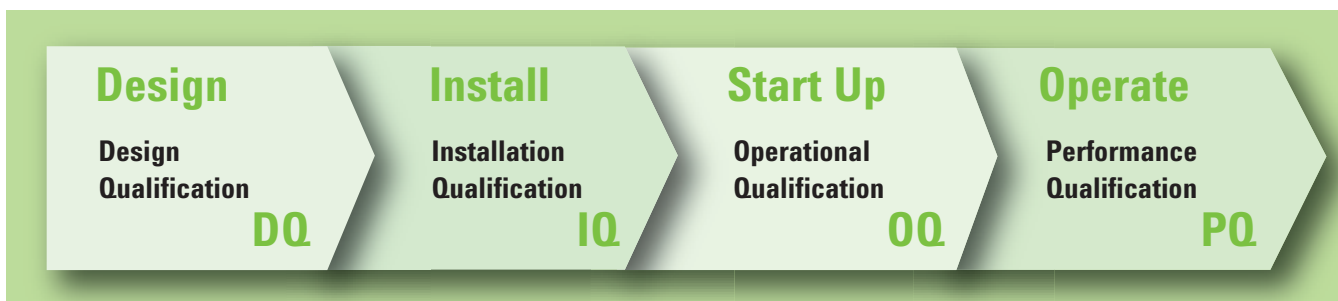 Design
Design
Qualification
DQ
Install
Installation
Qualification
IQ
Start Up
Operational
Qualification
OQ
Operate
Performance
Qualification
PQ